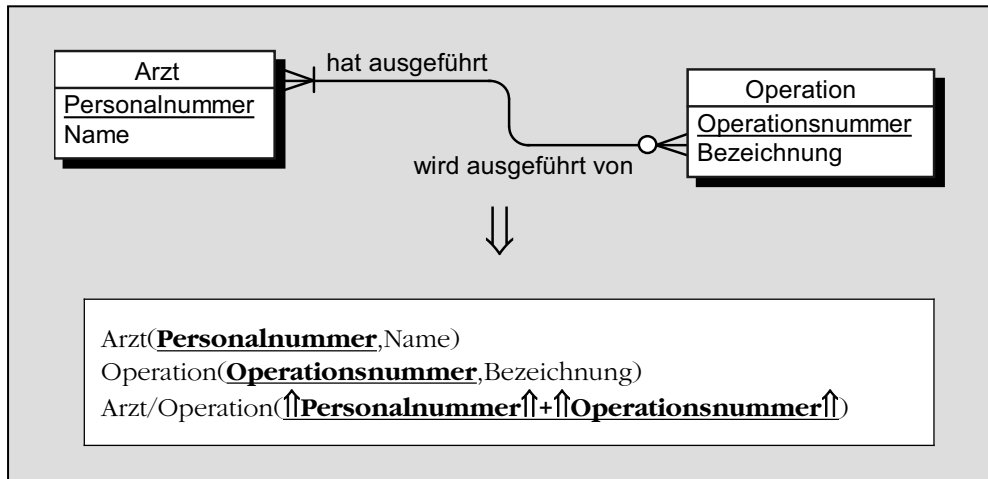 Arzt
Personalnummer
Name
hat ausgeführt
wird ausgeführt von
Operation
Operationsnummer
Bezeichnung
⇓
Arzt(Personalnummer,Name)
Operation(Operationsnummer,Bezeichnung)
Arzt/Operation(⇑Personalnummer⇑+⇑Operationsnummer⇑)